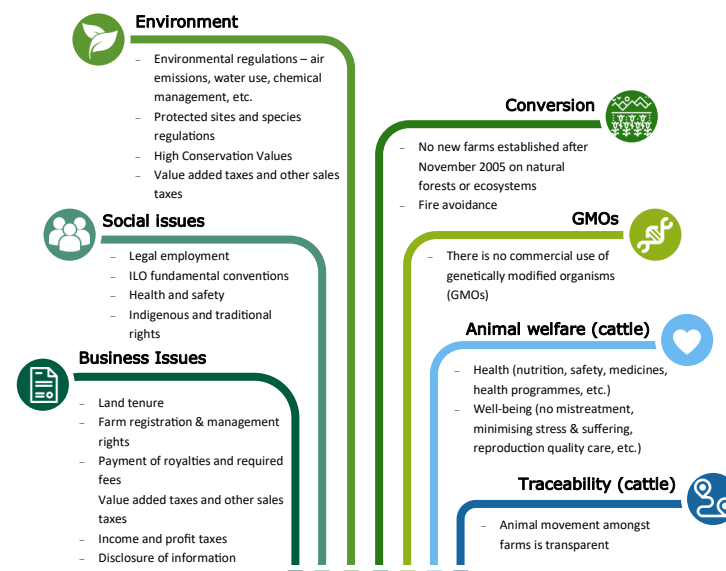 Environment
– Environmental regulations – air
emissions, water use, chemical
management, etc.
– Protected sites and species
regulations
– High Conservation Values
– Value added taxes and other sales
taxes
Social issues
– Legal employment
– ILO fundamental conventions
– Health and safety
– Indigenous and traditional
rights
Business Issues
– Land tenure
– Farm registration & management
rights
– Payment of royalties and required
fees
Value added taxes and other sales
taxes
– Income and profit taxes
– Disclosure of information
Conversion
– No new farms established after
November 2005 on natural
forests or ecosystems
– Fire avoidance
GMOs
– There is no commercial use of
genetically modified organisms
(GMOs)
Animal welfare (cattle)
– Health (nutrition, safety, medicines,
health programmes, etc.)
– Well-being (no mistreatment,
minimising stress & suffering,
reproduction quality care, etc.)
Traceability (cattle)
– Animal movement amongst
farms is transparent